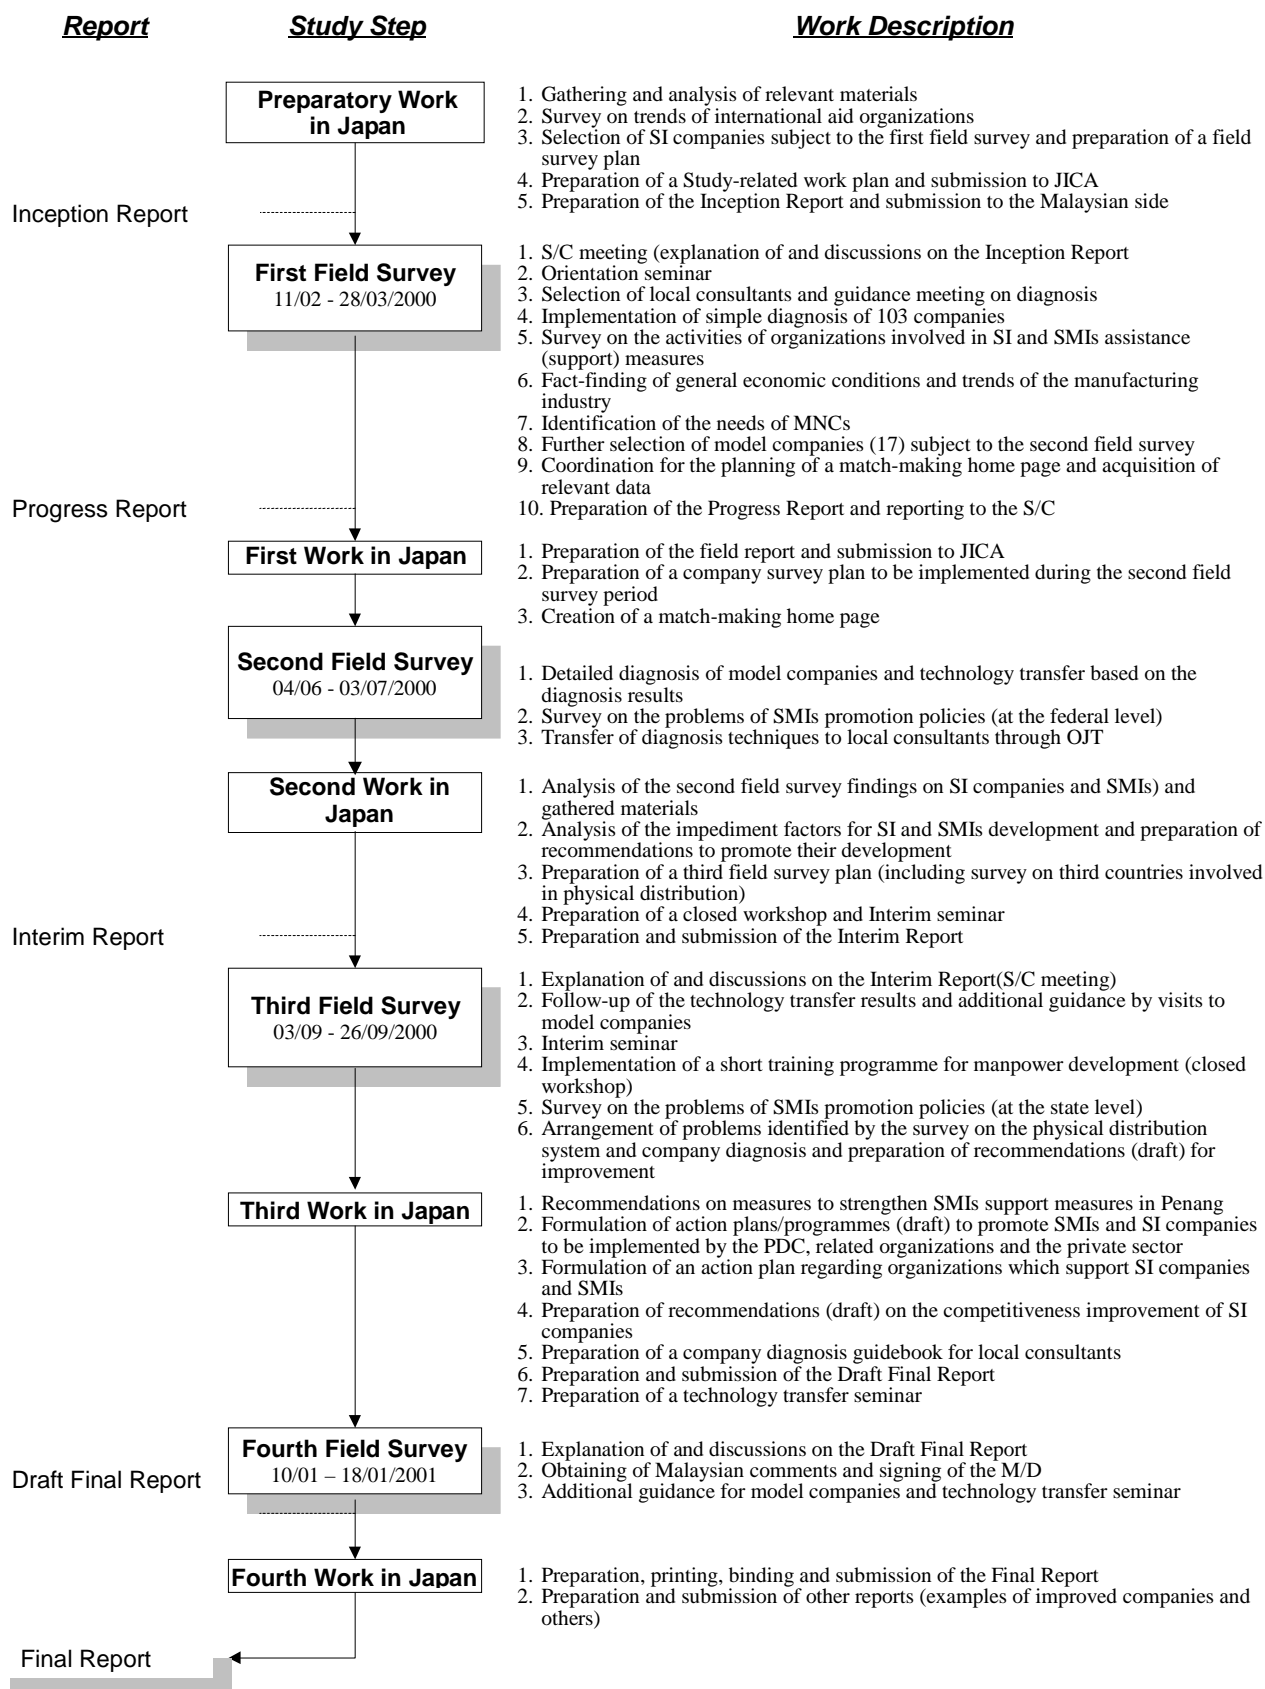 Report
Study Step
Work Description
Preparatory Work
in Japan
1. Gathering and analysis of relevant materials
2. Survey on trends of international aid organizations
3. Selection of SI companies subject to the first field survey and preparation of a field
survey plan
4. Preparation of a Study-related work plan and submission to JICA
5. Preparation of the Inception Report and submission to the Malaysian side
Inception Report
First Field Survey
11/02 - 28/03/2000
1. S/C meeting (explanation of and discussions on the Inception Report
2. Orientation seminar
3. Selection of local consultants and guidance meeting on diagnosis
4. Implementation of simple diagnosis of 103 companies
5. Survey on the activities of organizations involved in SI and SMIs assistance
(support) measures
6. Fact-finding of general economic conditions and trends of the manufacturing
industry
7. Identification of the needs of MNCs
8. Further selection of model companies (17) subject to the second field survey
9. Coordination for the planning of a match-making home page and acquisition of
relevant data
10. Preparation of the Progress Report and reporting to the S/C
Progress Report
First Work in Japan
1. Preparation of the field report and submission to JICA
2. Preparation of a company survey plan to be implemented during the second field
survey period
3. Creation of a match-making home page
Second Field Survey
04/06 - 03/07/2000
1. Detailed diagnosis of model companies and technology transfer based on the
diagnosis results
2. Survey on the problems of SMIs promotion policies (at the federal level)
3. Transfer of diagnosis techniques to local consultants through OJT
Second Work in
Japan
1. Analysis of the second field survey findings on SI companies and SMIs) and
gathered materials
2. Analysis of the impediment factors for SI and SMIs development and preparation of
recommendations to promote their development
3. Preparation of a third field survey plan (including survey on third countries involved
in physical distribution)
4. Preparation of a closed workshop and Interim seminar
5. Preparation and submission of the Interim Report
Interim Report
Third Field Survey
03/09 - 26/09/2000
1. Explanation of and discussions on the Interim Report(S/C meeting)
2. Follow-up of the technology transfer results and additional guidance by visits to
model companies
3. Interim seminar
4. Implementation of a short training programme for manpower development (closed
workshop)
5. Survey on the problems of SMIs promotion policies (at the state level)
6. Arrangement of problems identified by the survey on the physical distribution
system and company diagnosis and preparation of recommendations (draft) for
improvement
Third Work in Japan
1. Recommendations on measures to strengthen SMIs support measures in Penang
2. Formulation of action plans/programmes (draft) to promote SMIs and SI companies
to be implemented by the PDC, related organizations and the private sector
3. Formulation of an action plan regarding organizations which support SI companies
and SMIs
4. Preparation of recommendations (draft) on the competitiveness improvement of SI
companies
5. Preparation of a company diagnosis guidebook for local consultants
6. Preparation and submission of the Draft Final Report
7. Preparation of a technology transfer seminar
Fourth Field Survey
10/01 – 18/01/2001
1. Explanation of and discussions on the Draft Final Report
2. Obtaining of Malaysian comments and signing of the M/D
3. Additional guidance for model companies and technology transfer seminar
Draft Final Report
Fourth Work in Japan
1. Preparation, printing, binding and submission of the Final Report
2. Preparation and submission of other reports (examples of improved companies and
others)
Final Report